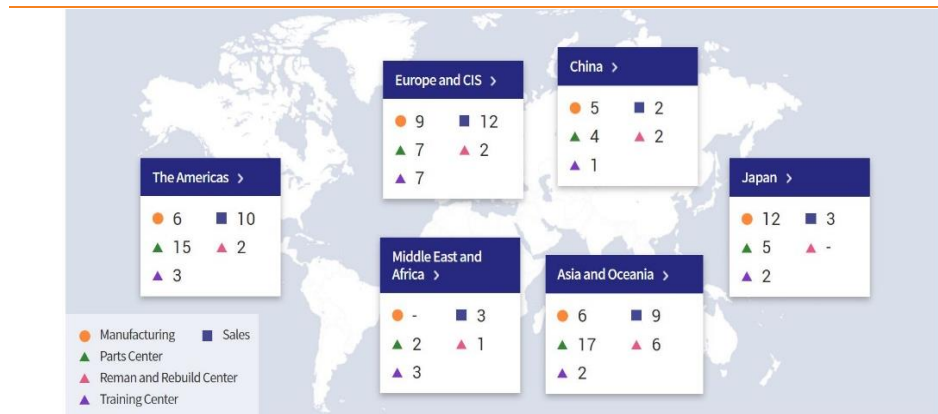 Europe and CIS >
9 12
7 2
7
China >
5 2
4 2
1
The Americas >
6 10
15 2
3
Japan >
12 3
5 -
2
Middle East and
Africa >
- 3
2 1
3
Asia and Oceania >
6 9
17 6
2
Manufacturing Sales
Parts Center
Reman and Rebuild Center
Training Center